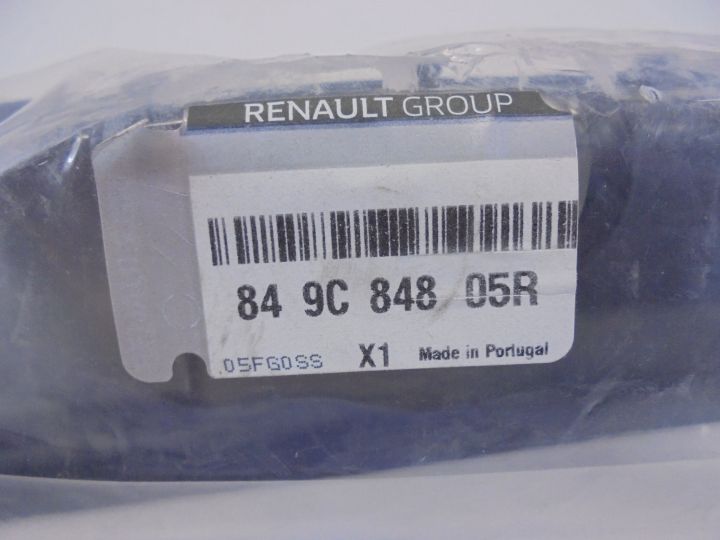 RENAULT GROUP
84 9C 848 05R
05FG0SS X1 Made in Portugal